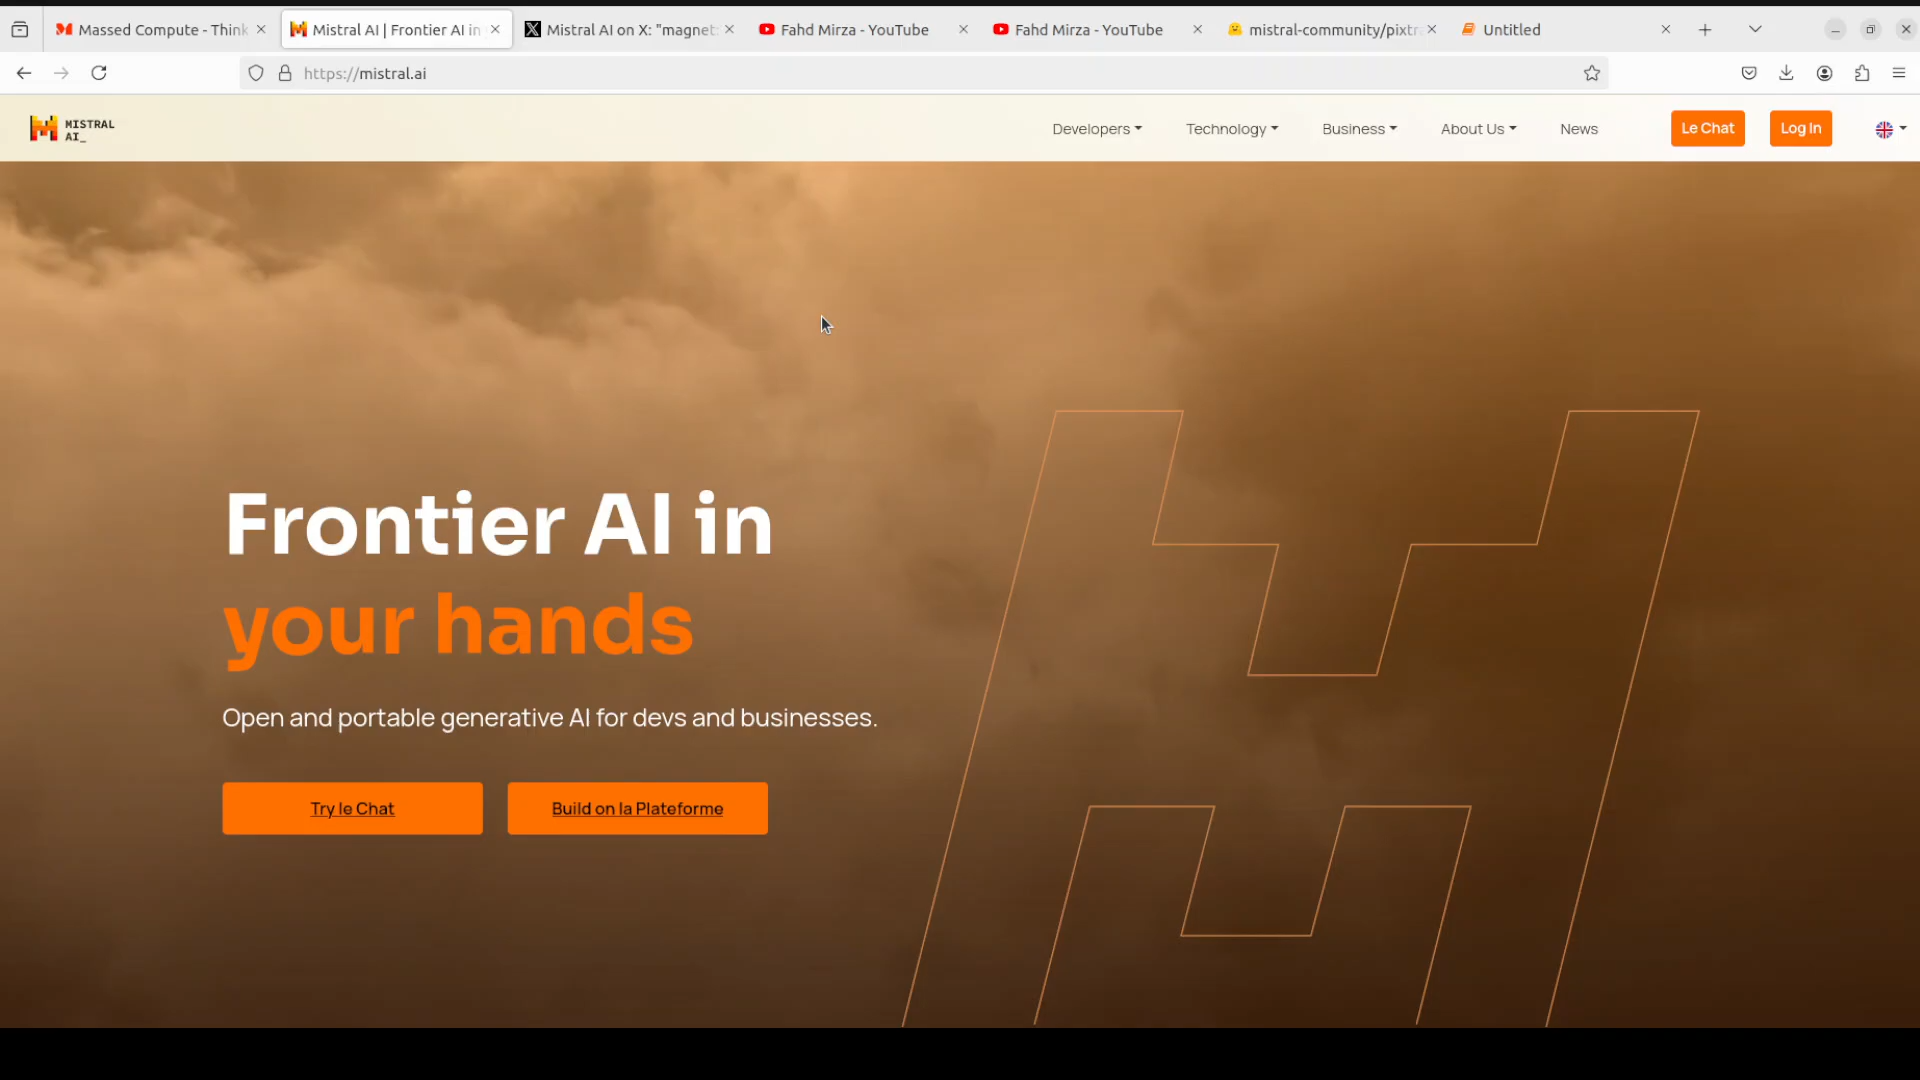 Massed Compute - Think
Mistral AI | Frontier AI in
Mistral AI on X: "magnet:
Fahd Mirza - YouTube
Fahd Mirza - YouTube
mistral-community/pixtr
Untitled
https://mistral.ai
MISTRAL
AI_
Developers
Technology
Business
About Us
News
Le Chat
Log In
Frontier AI in
your hands
Open and portable generative AI for devs and businesses.
Try le Chat
Build on la Plateforme